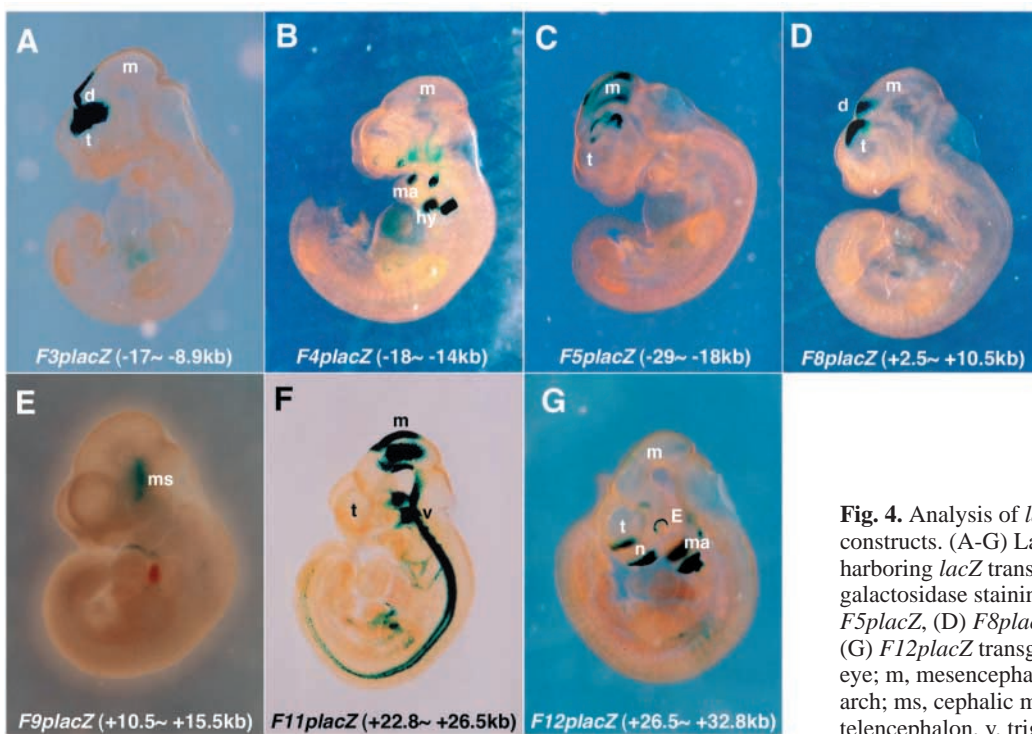 A
m
d
t
F3placZ (-17~ -8.9kb)
B
m
ma
hy
F4placZ (-18~ -14kb)
C
m
t
F5placZ (-29~ -18kb)
D
m
d
t
F8placZ (+2.5~ +10.5kb)
E
ms
F9placZ (+10.5~ +15.5kb)
F
m
t
v
F11placZ (+22.8~ +26.5kb)
G
m
E
t
n
ma
F12placZ (+26.5~ +32.8kb)
Fig. 4. Analysis of l
constructs. (A-G) La
harboring lacZ trans
galactosidase stainin
F5placZ, (D) F8plac
(G) F12placZ transg
eye; m, mesencepha
arch; ms, cephalic m
telencephalon, v, trig